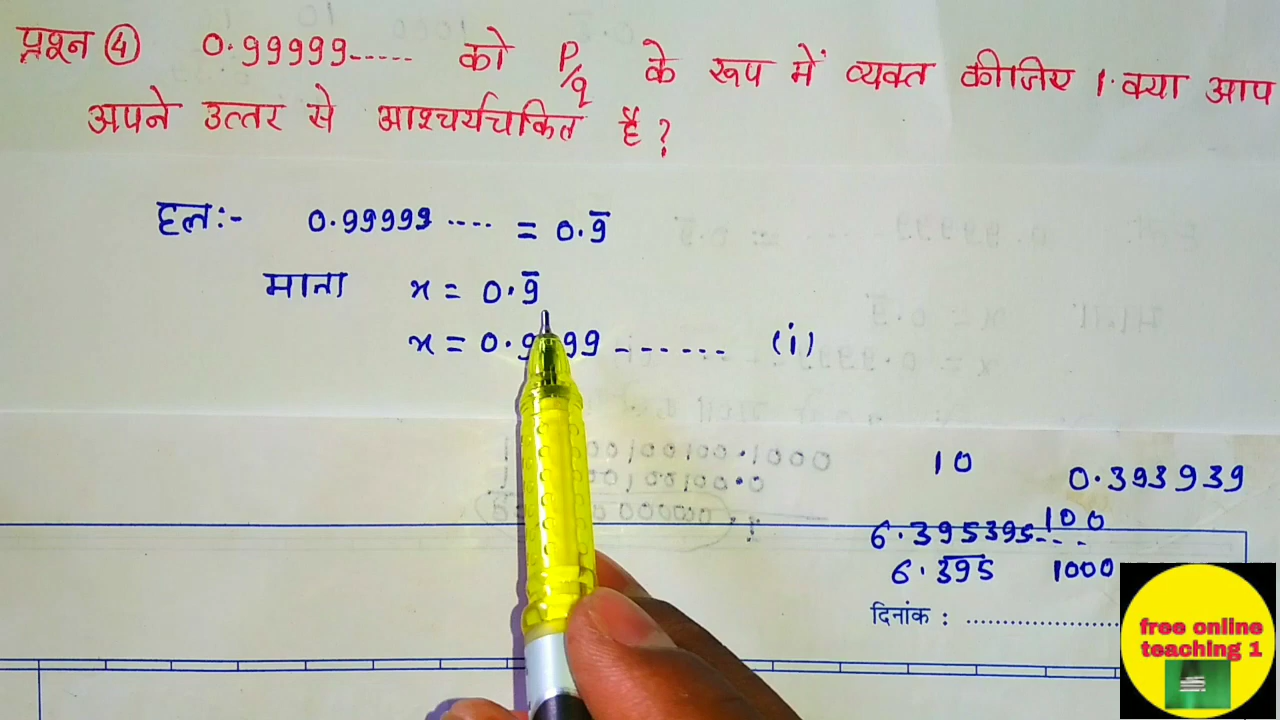 प्रश्न ④ 0.99999..... को P/q के रूप में व्यक्त कीजिए । क्या आप
अपने उत्तर से आश्चर्यचकित है ?
हल:- 0.99999 .... = 0.9̅
माना x = 0.9̅
x = 0.9999 ------- (i)
10 0.393939
100
6.395395-...
6.3̅9̅5̅ 1000
दिनांक : ........................
free online
teaching 1